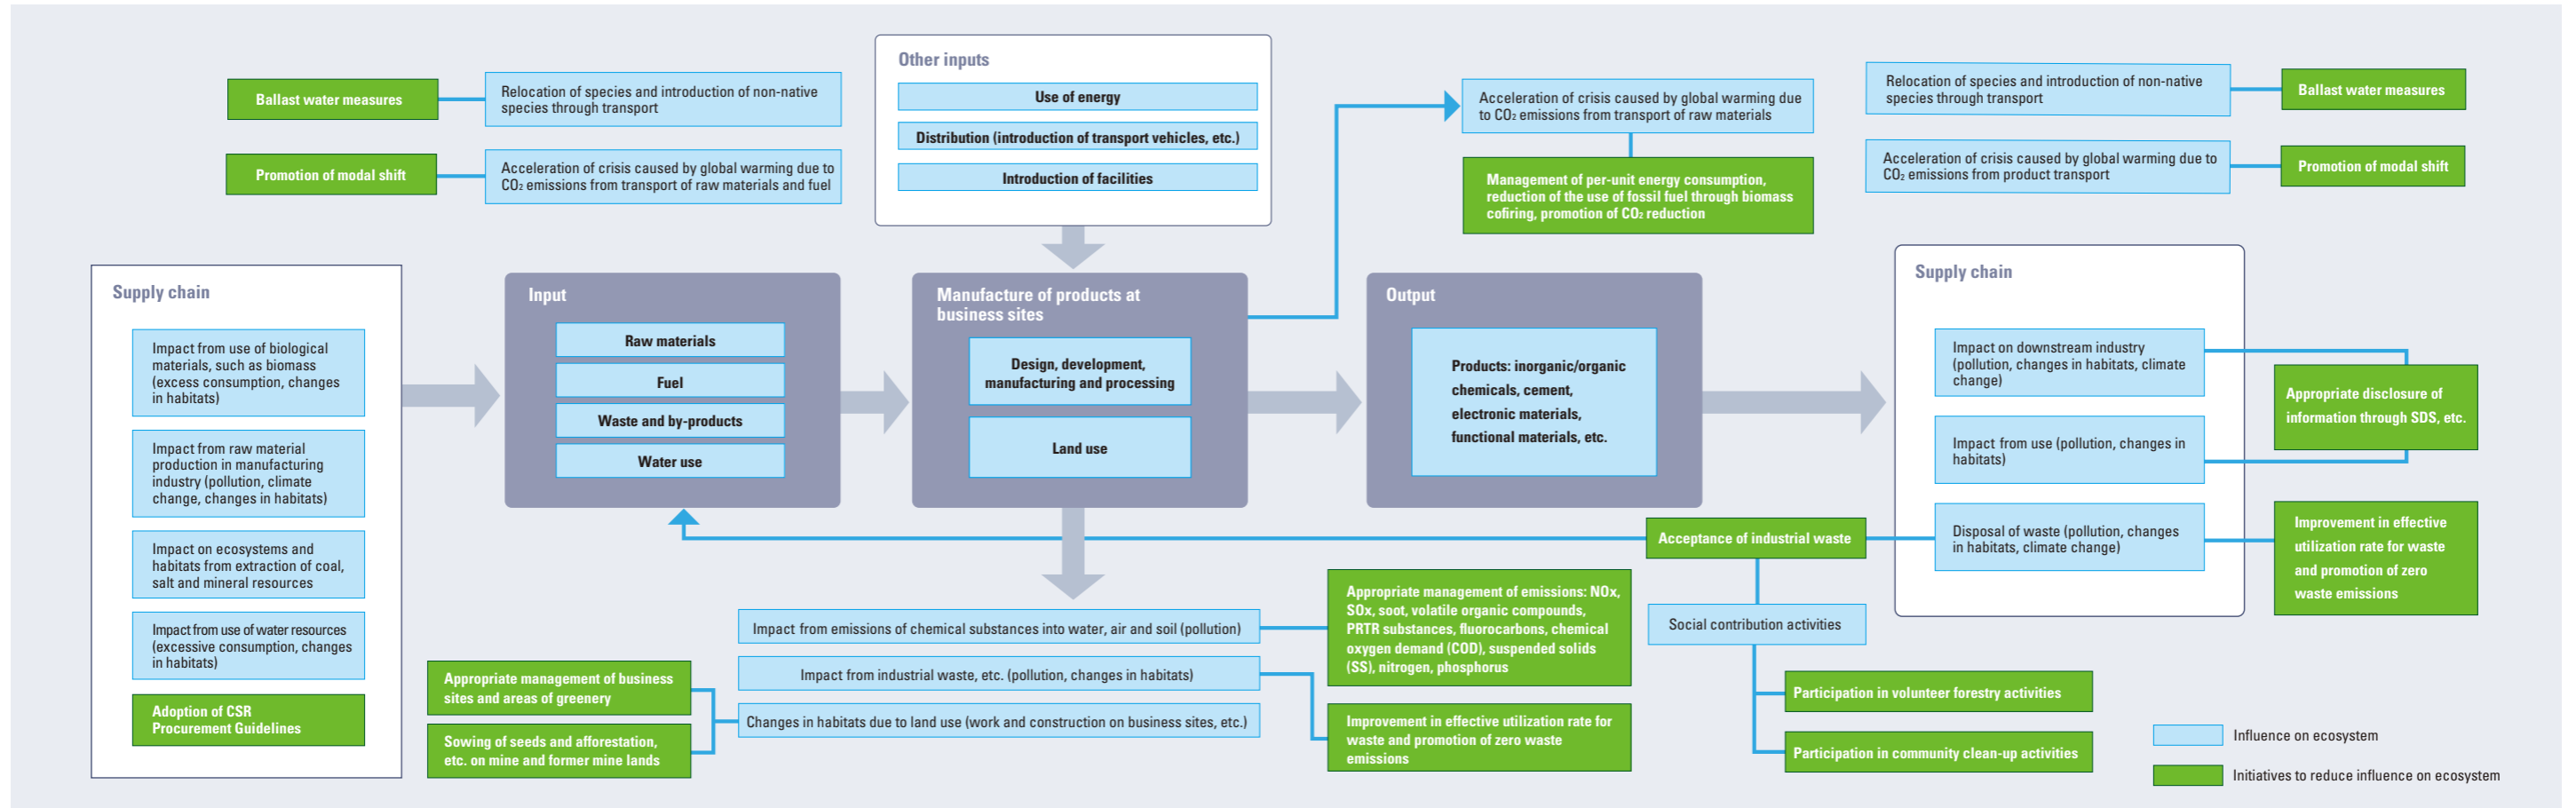 Ballast water measures
Relocation of species and introduction of non-native
species through transport
Promotion of modal shift
Acceleration of crisis caused by global warming due to
CO₂ emissions from transport of raw materials and fuel
Other inputs
Use of energy
Distribution (introduction of transport vehicles, etc.)
Introduction of facilities
Acceleration of crisis caused by global warming due
to CO₂ emissions from transport of raw materials
Management of per-unit energy consumption,
reduction of the use of fossil fuel through biomass
cofiring, promotion of CO₂ reduction
Relocation of species and introduction of non-native
species through transport
Ballast water measures
Acceleration of crisis caused by global warming due to
CO₂ emissions from product transport
Promotion of modal shift
Supply chain
Impact from use of biological
materials, such as biomass
(excess consumption, changes
in habitats)
Impact from raw material
production in manufacturing
industry (pollution, climate
change, changes in habitats)
Impact on ecosystems and
habitats from extraction of coal,
salt and mineral resources
Impact from use of water resources
(excessive consumption, changes
in habitats)
Adoption of CSR
Procurement Guidelines
Input
Raw materials
Fuel
Waste and by-products
Water use
Manufacture of products at
business sites
Design, development,
manufacturing and processing
Land use
Output
Products: inorganic/organic
chemicals, cement,
electronic materials,
functional materials, etc.
Supply chain
Impact on downstream industry
(pollution, changes in habitats, climate
change)
Impact from use (pollution, changes in
habitats)
Disposal of waste (pollution, changes
in habitats, climate change)
Appropriate disclosure of
information through SDS, etc.
Improvement in effective
utilization rate for waste
and promotion of zero
waste emissions
Acceptance of industrial waste
Social contribution activities
Participation in volunteer forestry activities
Participation in community clean-up activities
Impact from emissions of chemical substances into water, air and soil (pollution)
Impact from industrial waste, etc. (pollution, changes in habitats)
Changes in habitats due to land use (work and construction on business sites, etc.)
Appropriate management of emissions: NOx,
SOx, soot, volatile organic compounds,
PRTR substances, fluorocarbons, chemical
oxygen demand (COD), suspended solids
(SS), nitrogen, phosphorus
Improvement in effective utilization rate for
waste and promotion of zero waste
emissions
Appropriate management of business
sites and areas of greenery
Sowing of seeds and afforestation,
etc. on mine and former mine lands
Influence on ecosystem
Initiatives to reduce influence on ecosystem